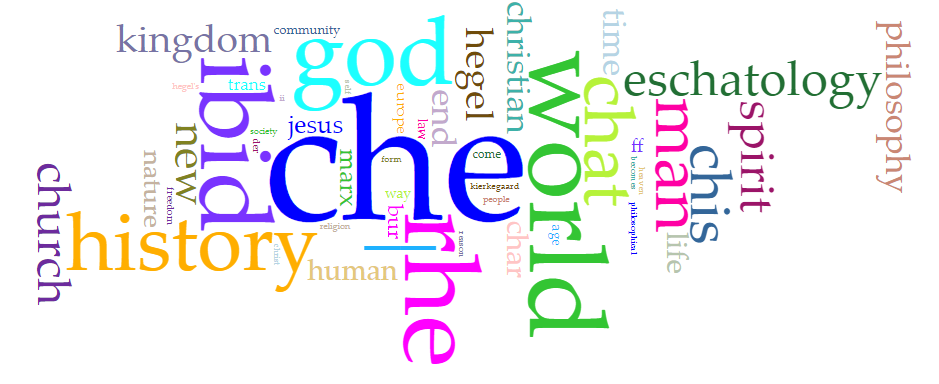 kingdom
community
god
hegel
christian
time
philosophy
hegel's
trans
ibid
ii
self
europe
end
law
world
chat
eschatology
man
spirit
new
society
der
jesus
che
marx
form
come
way
kierkegaard
people
ff
becomes
heaven
chis
church
nature
freedom
history
religion
bur
rhe
reason
char
age
philosophical
life
christ
human
—